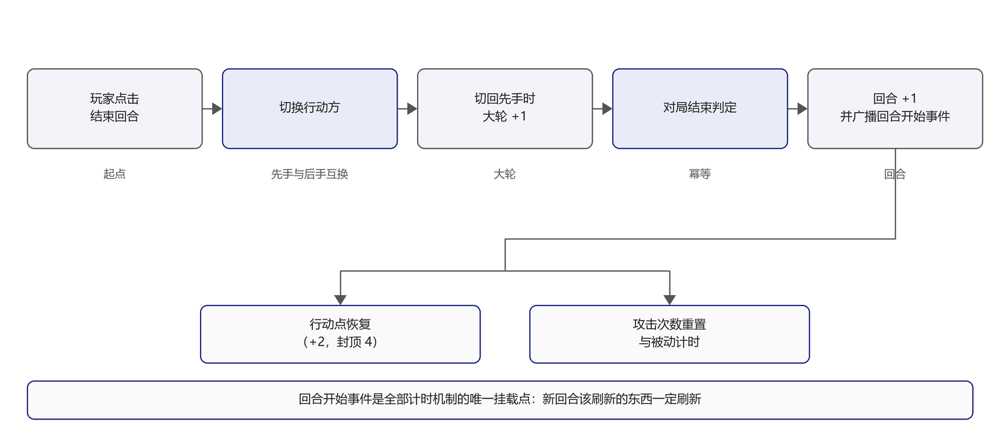 玩家点击
结束回合
切换行动方
切回先手时
大轮 +1
对局结束判定
回合 +1
并广播回合开始事件
起点
先手与后手互换
大轮
幂等
回合
行动点恢复
（+2，封顶 4）
攻击次数重置
与被动计时
回合开始事件是全部计时机制的唯一挂载点：新回合该刷新的东西一定刷新